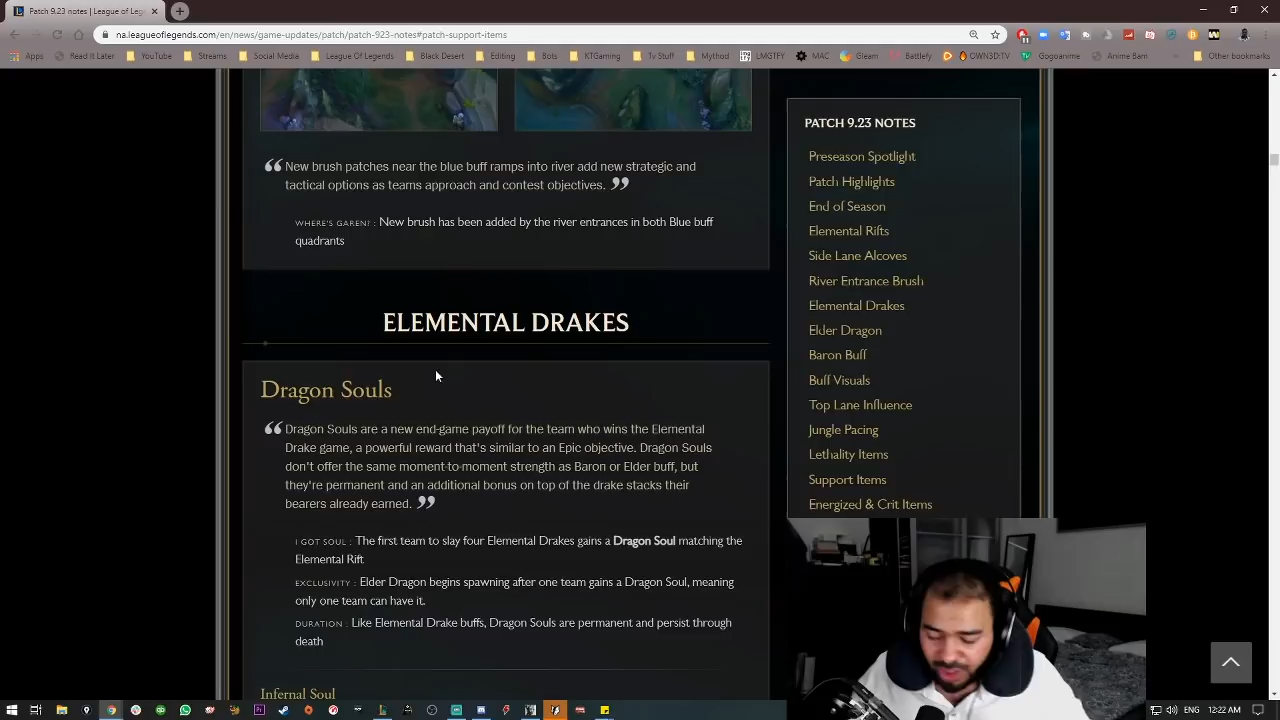 Patch 9.23 notes | League of Leg
na.leagueoflegends.com/en/news/game-updates/patch/patch-923-notes#patch-support-items
Apps
Read It Later
YouTube
Streams
Social Media
League Of Legends
Black Desert
Editing
Bots
KTGaming
Tv Stuff
Mythod
LMGTFY
MAC
Gleam
Battlefy
OWN3D.TV
Gogoanime
Anime Bam
Other bookmarks
New brush patches near the blue buff ramps into river add new strategic and
tactical options as teams approach and contest objectives.
WHERE'S GAREN? : New brush has been added by the river entrances in both Blue buff
quadrants
ELEMENTAL DRAKES
Dragon Souls
Dragon Souls are a new end-game payoff for the team who wins the Elemental
Drake game, a powerful reward that's similar to an Epic objective. Dragon Souls
don't offer the same moment-to-moment strength as Baron or Elder buff, but
they're permanent and an additional bonus on top of the drake stacks their
bearers already earned.
I GOT SOUL : The first team to slay four Elemental Drakes gains a Dragon Soul matching the
Elemental Rift
EXCLUSIVITY : Elder Dragon begins spawning after one team gains a Dragon Soul, meaning
only one team can have it.
DURATION : Like Elemental Drake buffs, Dragon Souls are permanent and persist through
death
Infernal Soul
PATCH 9.23 NOTES
Preseason Spotlight
Patch Highlights
End of Season
Elemental Rifts
Side Lane Alcoves
River Entrance Brush
Elemental Drakes
Elder Dragon
Baron Buff
Buff Visuals
Top Lane Influence
Jungle Pacing
Lethality Items
Support Items
Energized & Crit Items
ENG
12:22 AM